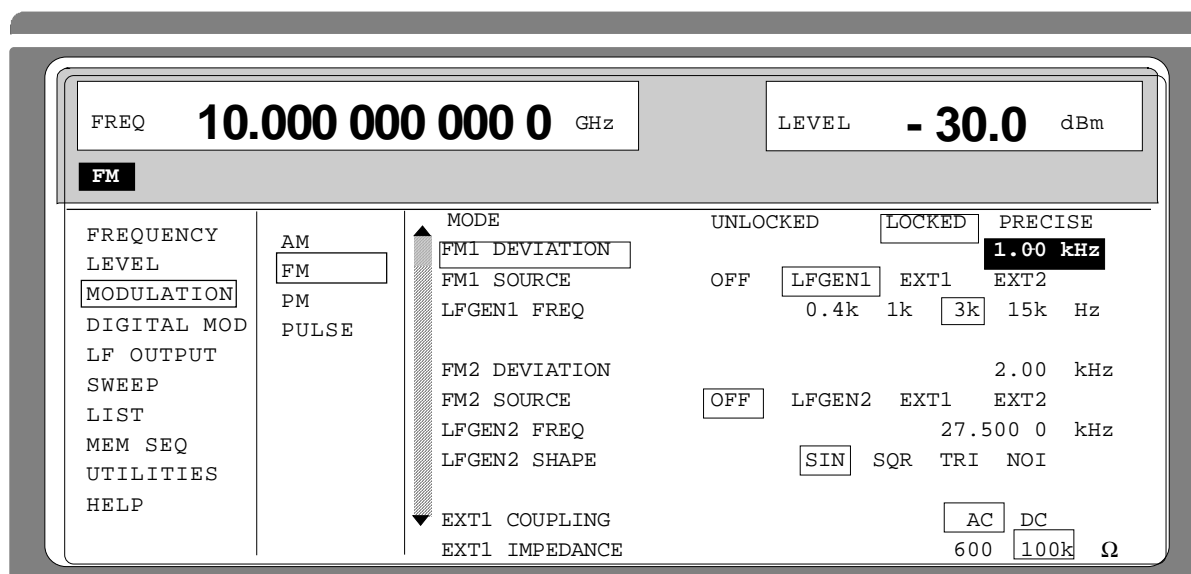 FREQ 10.000 000 000 0 GHz
LEVEL - 30.0 dBm
FM
FREQUENCY
LEVEL
MODULATION
DIGITAL MOD
LF OUTPUT
SWEEP
LIST
MEM SEQ
UTILITIES
HELP
AM
FM
PM
PULSE
MODE UNLOCKED LOCKED PRECISE
FM1 DEVIATION 1.00 kHz
FM1 SOURCE OFF LFGEN1 EXT1 EXT2
LFGEN1 FREQ 0.4k 1k 3k 15k Hz
FM2 DEVIATION 2.00 kHz
FM2 SOURCE OFF LFGEN2 EXT1 EXT2
LFGEN2 FREQ 27.500 0 kHz
LFGEN2 SHAPE SIN SQR TRI NOI
EXT1 COUPLING AC DC
EXT1 IMPEDANCE 600 100k Ω